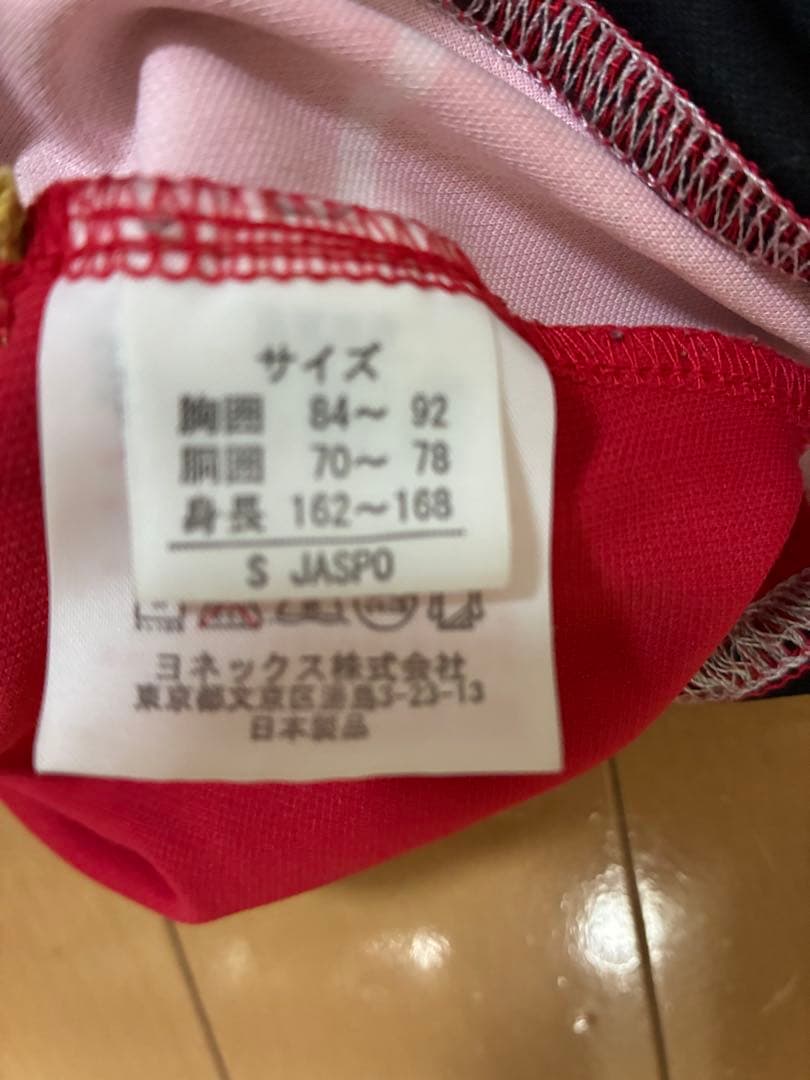 サイズ
胸囲 84〜 92
胴囲 70〜 78
身長 162〜168
S JASPO
ヨネックス株式会社
東京都文京区湯島3-23-13
日本製品